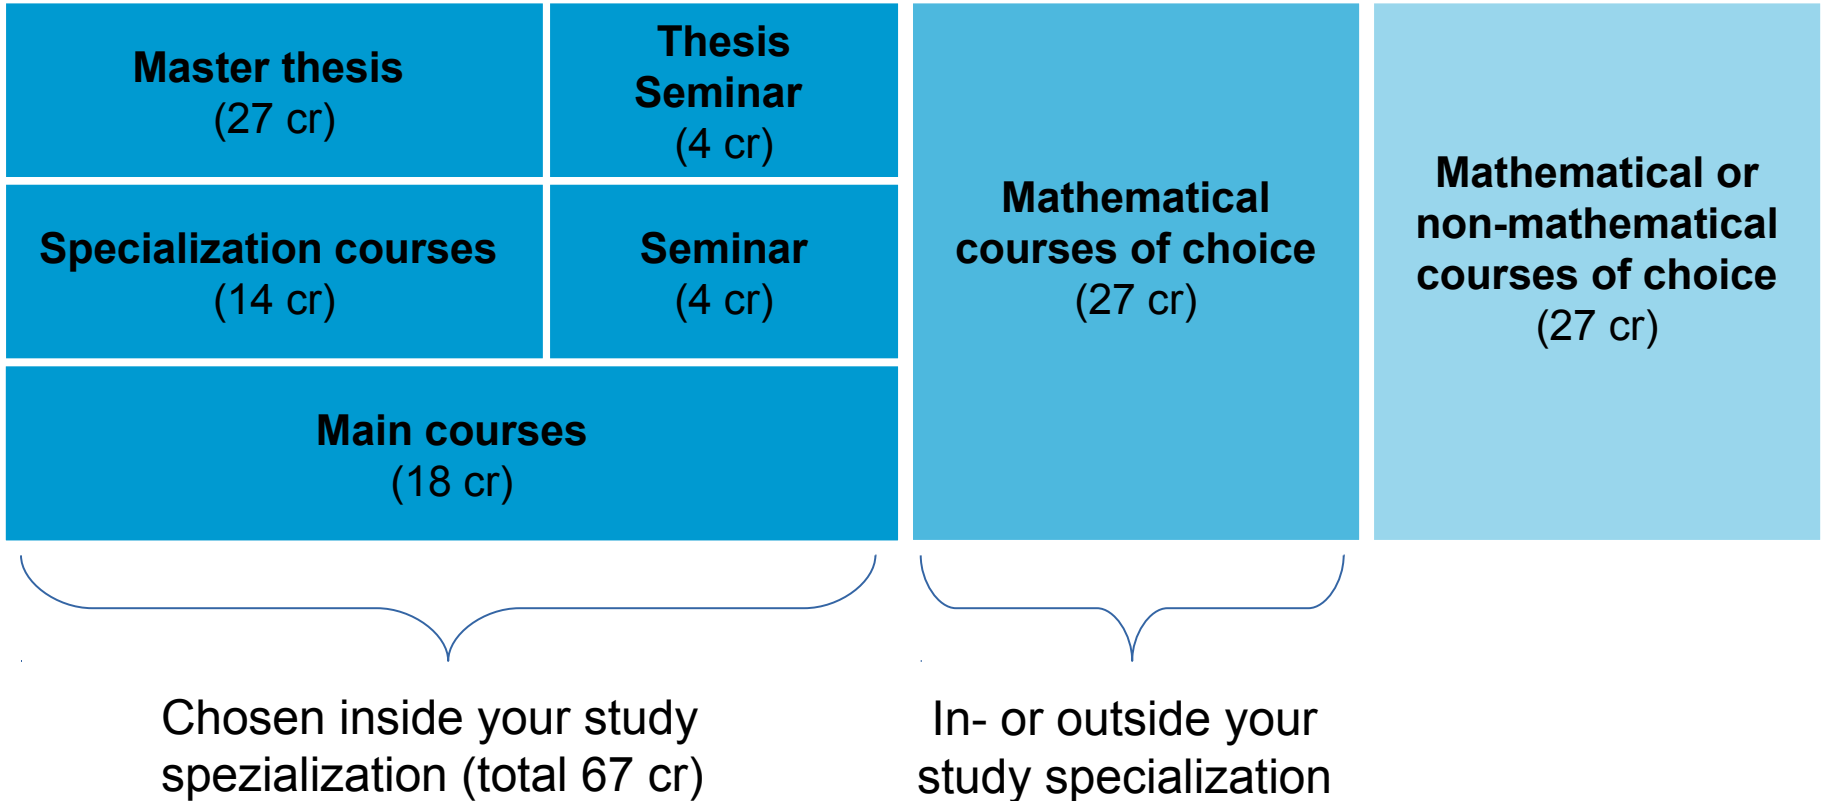 Master thesis
(27 cr)
Thesis
Seminar
(4 cr)
Specialization courses
(14 cr)
Seminar
(4 cr)
Main courses
(18 cr)
Mathematical
courses of choice
(27 cr)
Mathematical or
non-mathematical
courses of choice
(27 cr)
Chosen inside your study
spezialization (total 67 cr)
In- or outside your
study specialization